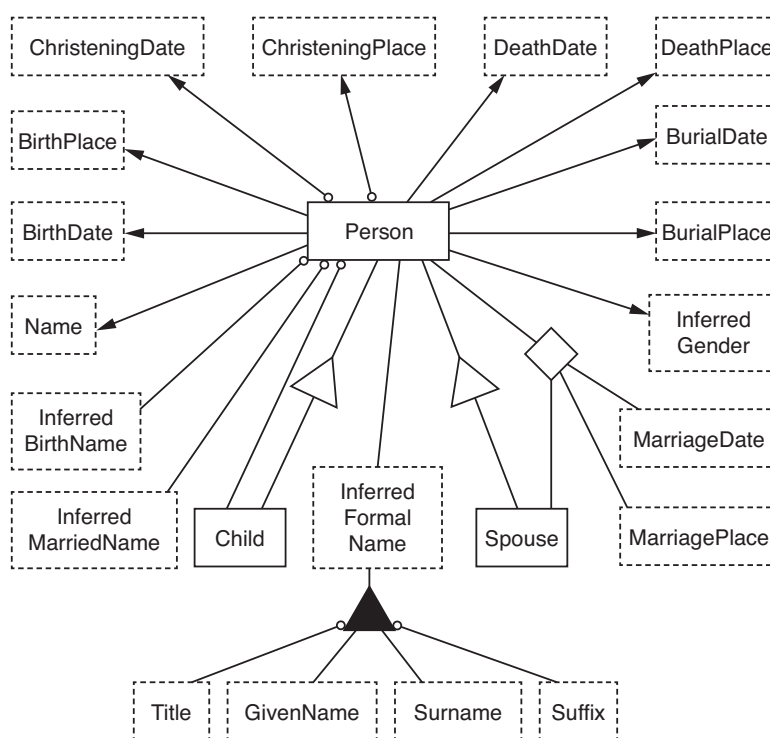 ChristeningDate
ChristeningPlace
DeathDate
DeathPlace
BirthPlace
BurialDate
BirthDate
Person
BurialPlace
Name
Inferred
Gender
Inferred
BirthName
MarriageDate
Inferred
MarriedName
Child
Inferred
Formal
Name
Spouse
MarriagePlace
Title
GivenName
Surname
Suffix